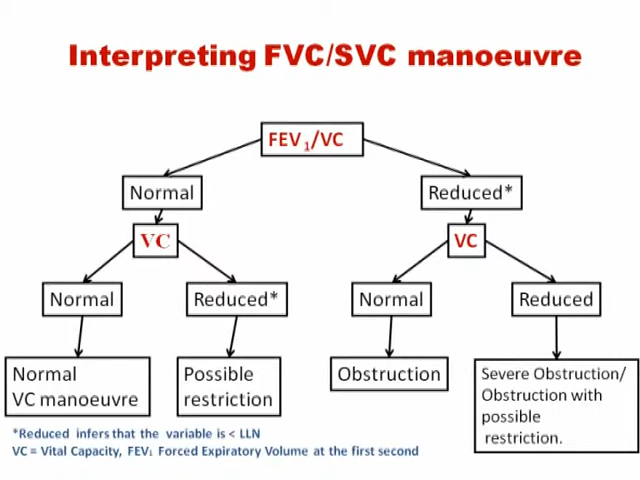 Interpreting FVC/SVC manoeuvre
FEV₁/VC
Normal
Reduced*
VC
VC
Normal
Reduced*
Normal
Reduced
Normal
VC manoeuvre
Possible
restriction
Obstruction
Severe Obstruction/
Obstruction with
possible
restriction.
*Reduced infers that the variable is < LLN
VC = Vital Capacity, FEV₁ Forced Expiratory Volume at the first second